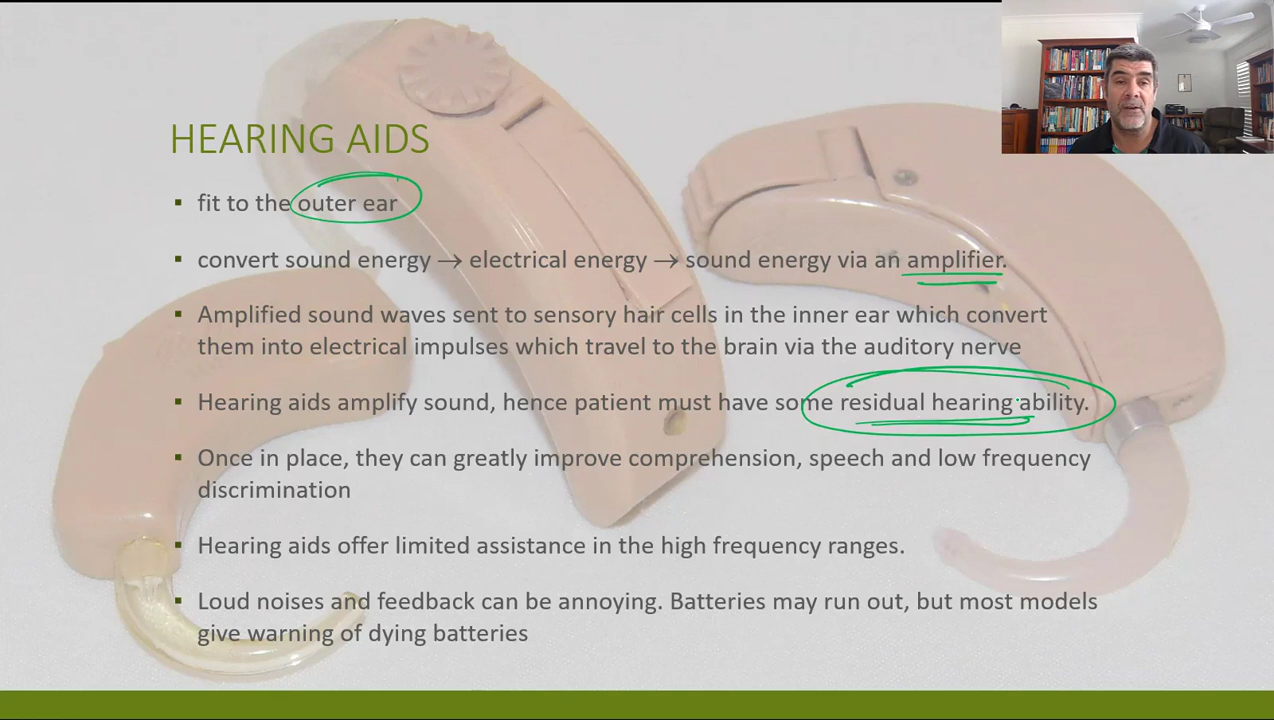 HEARING AIDS
▪ fit to the outer ear
▪ convert sound energy → electrical energy → sound energy via an amplifier.
▪ Amplified sound waves sent to sensory hair cells in the inner ear which convert
them into electrical impulses which travel to the brain via the auditory nerve
▪ Hearing aids amplify sound, hence patient must have some residual hearing ability.
▪ Once in place, they can greatly improve comprehension, speech and low frequency
discrimination
▪ Hearing aids offer limited assistance in the high frequency ranges.
▪ Loud noises and feedback can be annoying. Batteries may run out, but most models
give warning of dying batteries